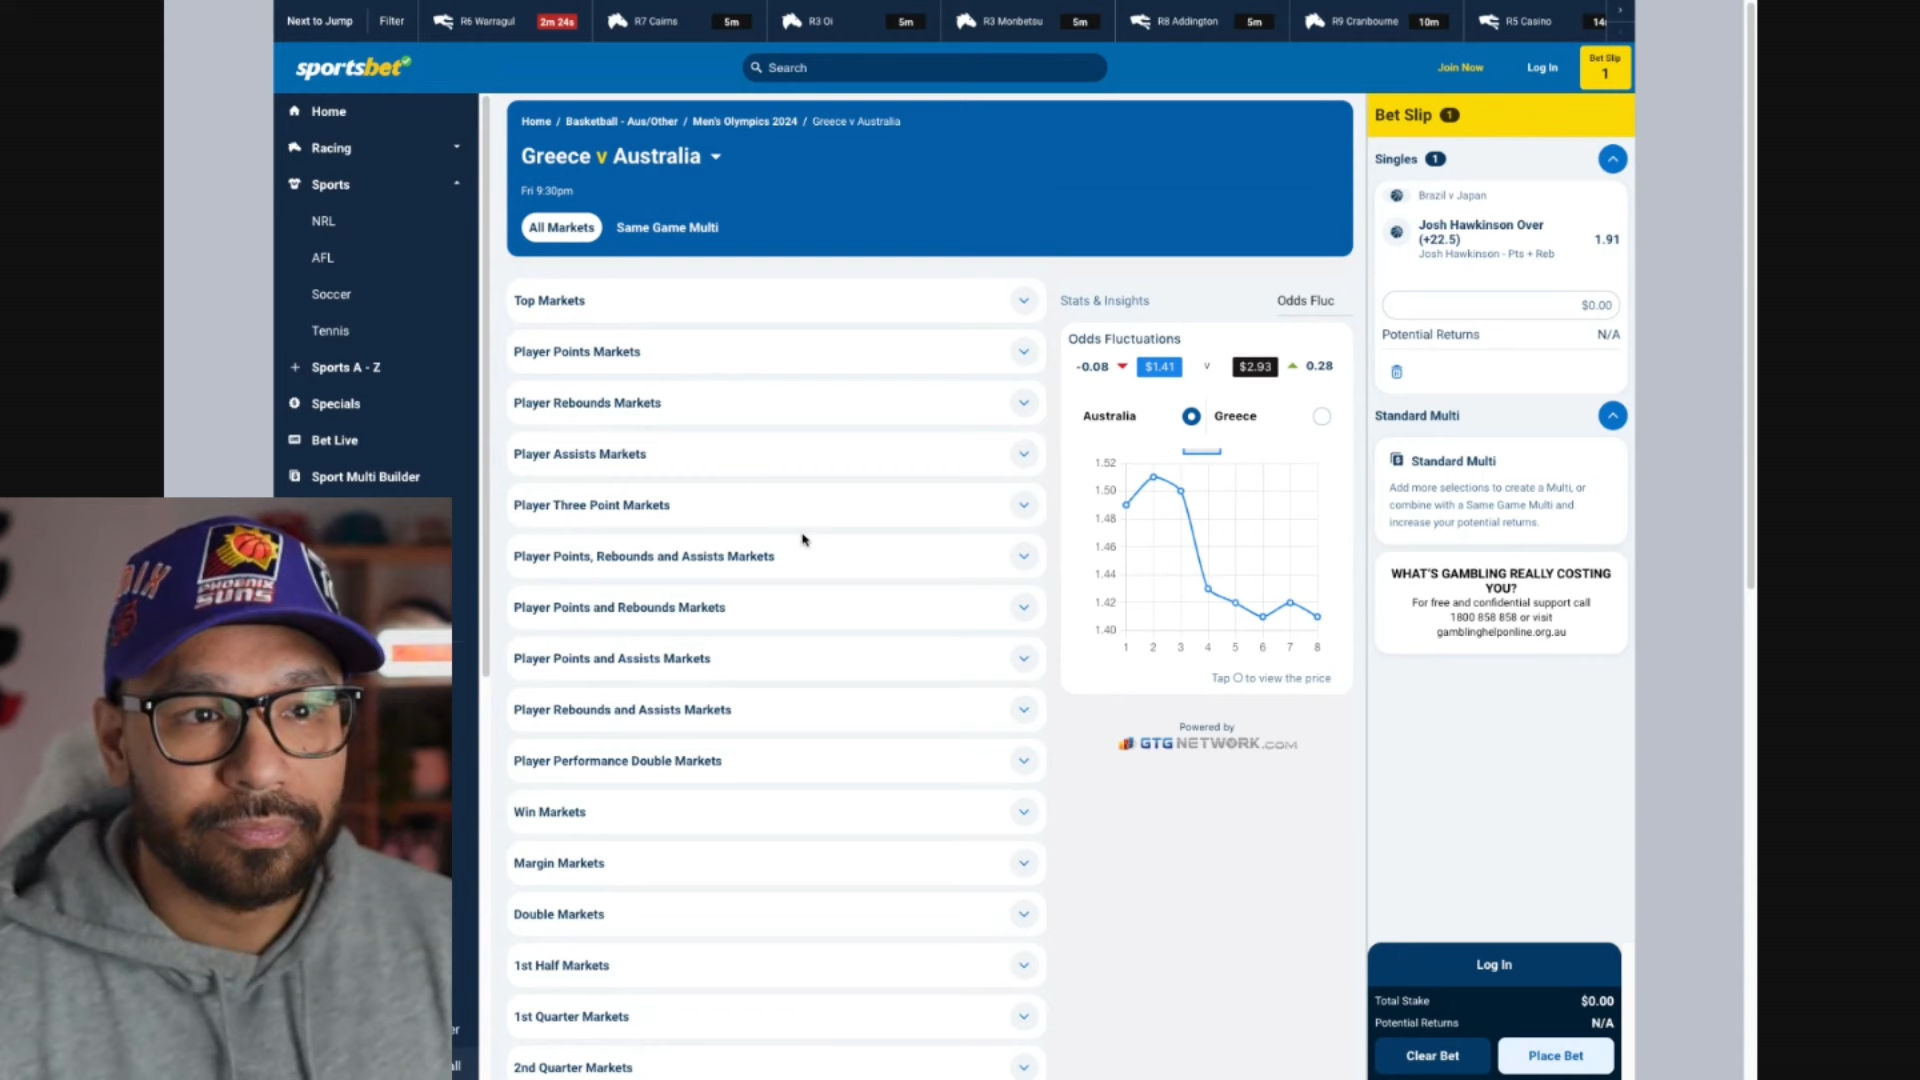 Next to Jump
Filter
R6 Warragul
2m 24s
R7 Cairns
5m
R3 Oi
5m
R3 Monbetsu
5m
R8 Addington
5m
R9 Cranbourne
10m
R5 Casino
sportsbet
Search
Join Now
Log In
Bet Slip
1
Home
Racing
Sports
NRL
AFL
Soccer
Tennis
Sports A - Z
Specials
Bet Live
Sport Multi Builder
Home / Basketball - Aus/Other / Men's Olympics 2024 / Greece v Australia
Greece v Australia
Fri 9:30pm
All Markets
Same Game Multi
Top Markets
Player Points Markets
Player Rebounds Markets
Player Assists Markets
Player Three Point Markets
Player Points, Rebounds and Assists Markets
Player Points and Rebounds Markets
Player Points and Assists Markets
Player Rebounds and Assists Markets
Player Performance Double Markets
Win Markets
Margin Markets
Double Markets
1st Half Markets
1st Quarter Markets
2nd Quarter Markets
Stats & Insights
Odds Fluc
Odds Fluctuations
-0.08
$1.41
v
$2.93
0.28
Australia
Greece
1.52
1.50
1.48
1.46
1.44
1.42
1.40
1 2 3 4 5 6 7 8
Tap O to view the price
Powered by
GTG NETWORK.COM
Bet Slip 1
Singles 1
Brazil v Japan
Josh Hawkinson Over
(+22.5)
1.91
Josh Hawkinson - Pts + Reb
$0.00
Potential Returns
N/A
Standard Multi
Standard Multi
Add more selections to create a Multi, or
combine with a Same Game Multi and
increase your potential returns.
WHAT'S GAMBLING REALLY COSTING
YOU?
For free and confidential support call
1800 858 858 or visit
gamblinghelponline.org.au
Log In
Total Stake
$0.00
Potential Returns
N/A
Clear Bet
Place Bet
PHOENIX
SUNS